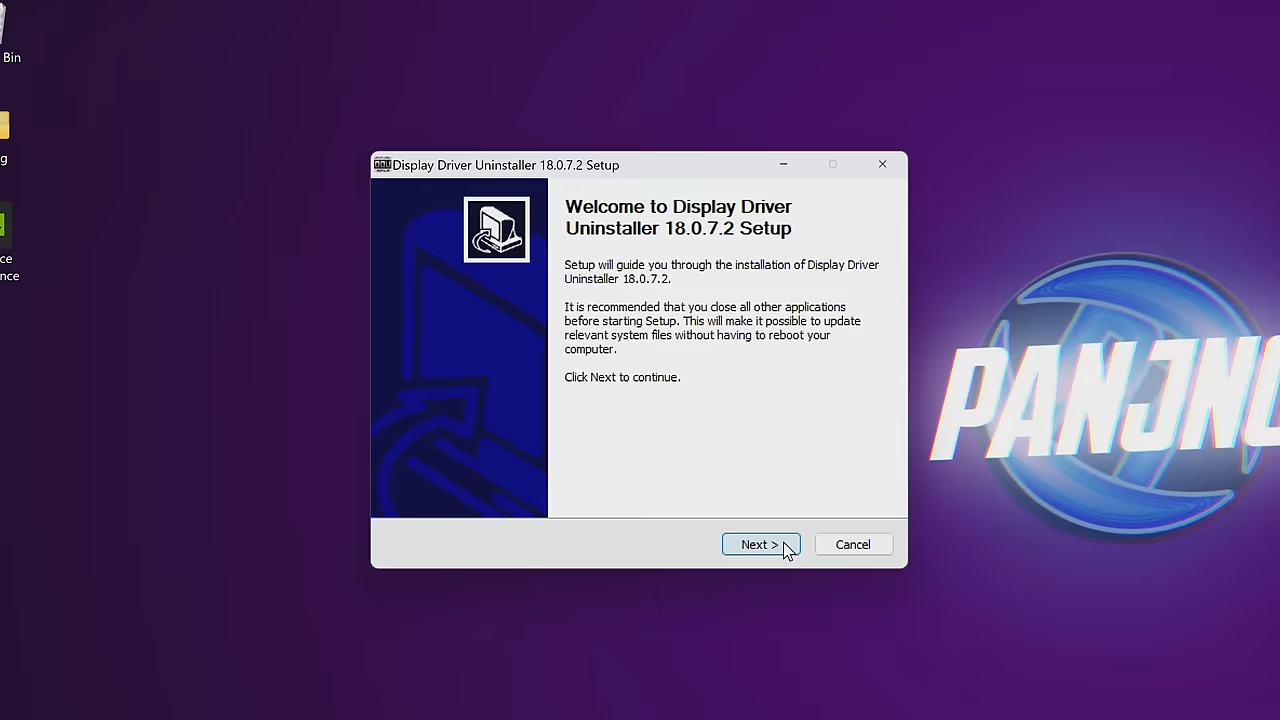 Bin
g
ce
nce
Display Driver Uninstaller 18.0.7.2 Setup
Welcome to Display Driver
Uninstaller 18.0.7.2 Setup
Setup will guide you through the installation of Display Driver
Uninstaller 18.0.7.2.
It is recommended that you close all other applications
before starting Setup. This will make it possible to update
relevant system files without having to reboot your
computer.
Click Next to continue.
Next >
Cancel
PANJNO